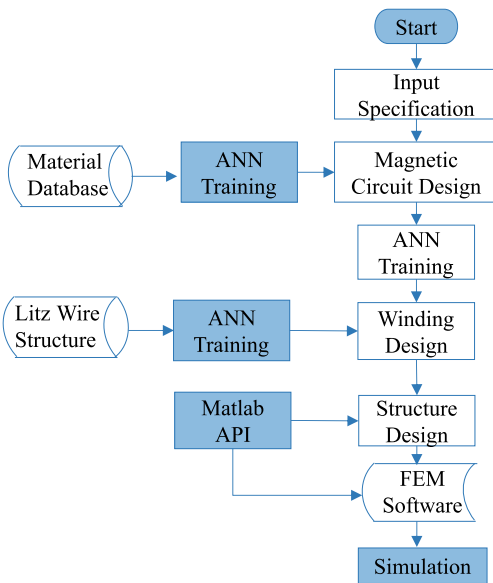 Start
Input
Specification
Material
Database
ANN
Training
Magnetic
Circuit Design
ANN
Training
Litz Wire
Structure
ANN
Training
Winding
Design
Matlab
API
Structure
Design
FEM
Software
Simulation